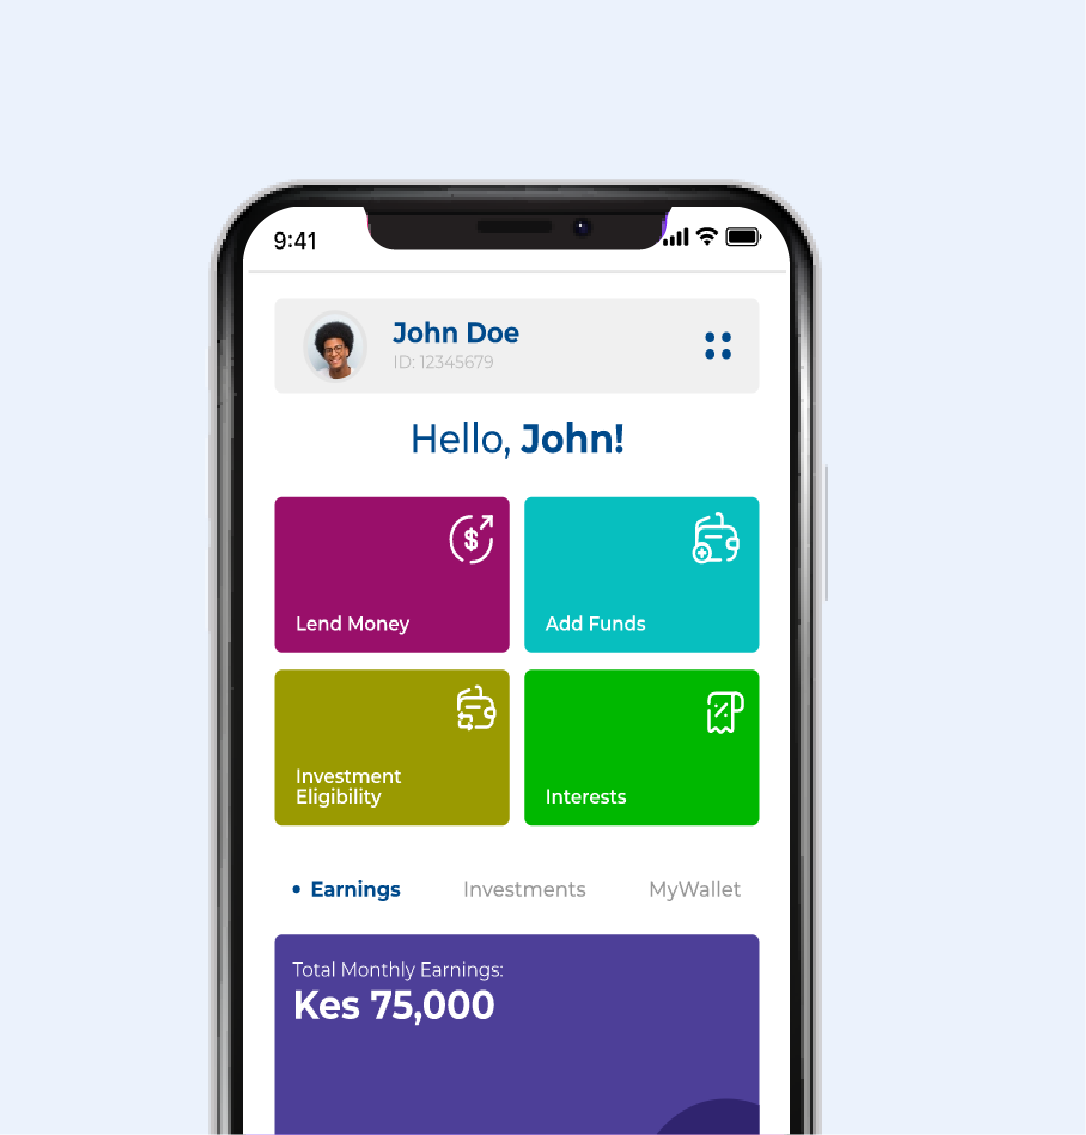 9:41
John Doe
ID: 12345679
Hello, John!
Lend Money
Add Funds
Investment
Eligibility
Interests
Earnings
Investments
MyWallet
Total Monthly Earnings:
Kes 75,000